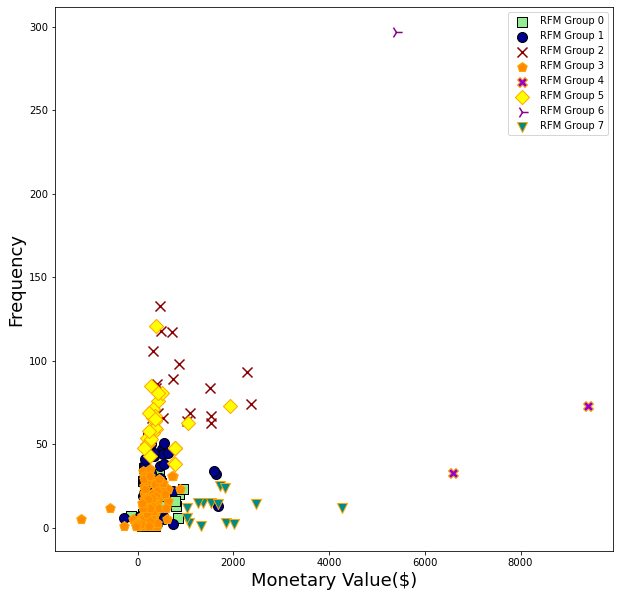 300
250
200
150
100
50
0
Frequency
0
2000
4000
6000
8000
Monetary Value($)
RFM Group 0
RFM Group 1
RFM Group 2
RFM Group 3
RFM Group 4
RFM Group 5
RFM Group 6
RFM Group 7